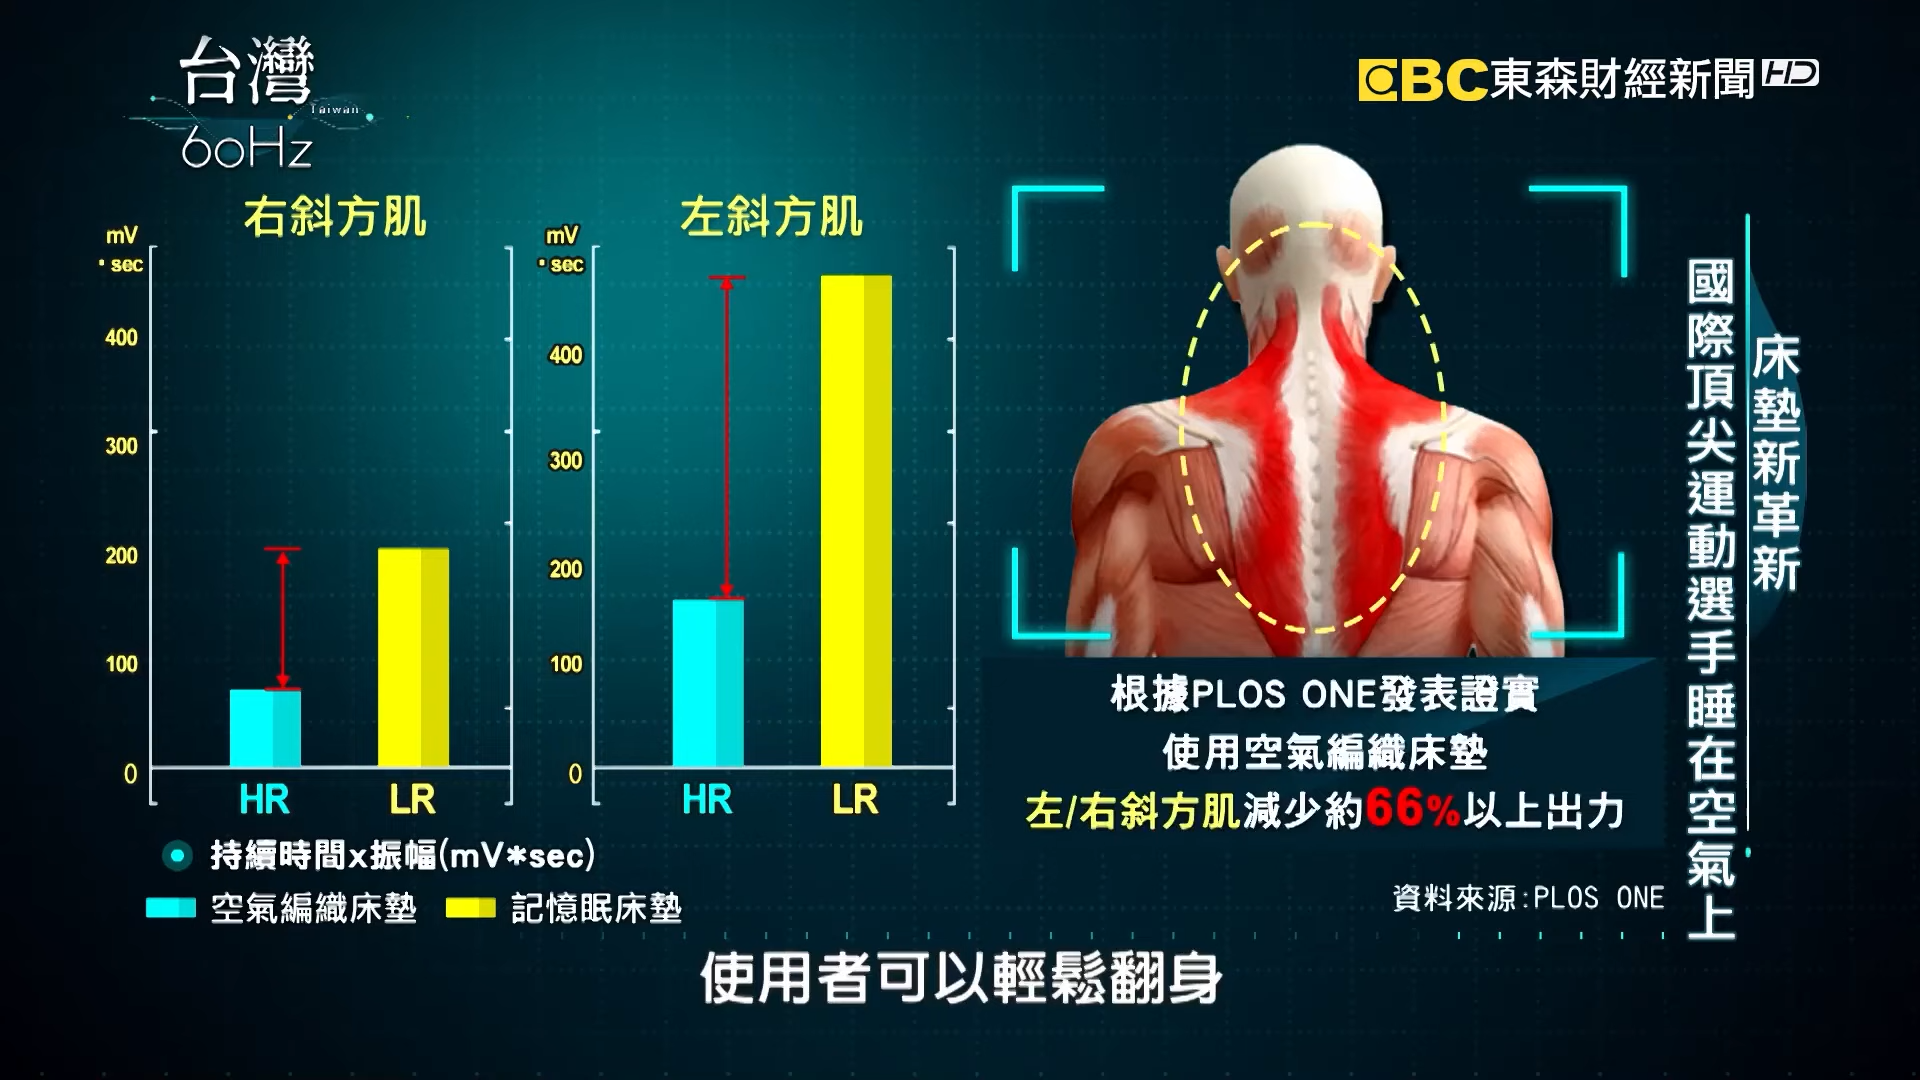 台灣
Taiwan
60Hz
EBC東森財經新聞HD
右斜方肌
mV
·sec
400
300
200
100
0
HR
LR
左斜方肌
mV
·sec
400
300
200
100
0
HR
LR
持續時間x振幅(mV*sec)
空氣編織床墊
記憶眠床墊
根據PLOS ONE發表證實
使用空氣編織床墊
左/右斜方肌減少約66%以上出力
資料來源:PLOS ONE
床墊新革新
國際頂尖運動選手睡在空氣上
使用者可以輕鬆翻身